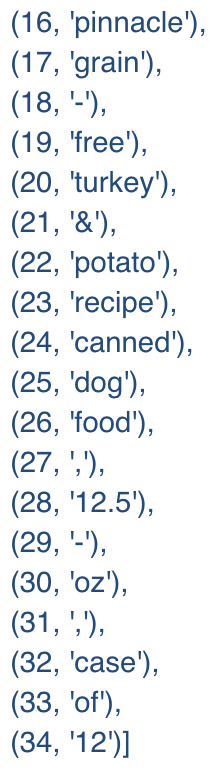 (16, 'pinnacle'),
(17, 'grain'),
(18, '-'),
(19, 'free'),
(20, 'turkey'),
(21, '&'),
(22, 'potato'),
(23, 'recipe'),
(24, 'canned'),
(25, 'dog'),
(26, 'food'),
(27, ','),
(28, '12.5'),
(29, '-'),
(30, 'oz'),
(31, ','),
(32, 'case'),
(33, 'of'),
(34, '12')]